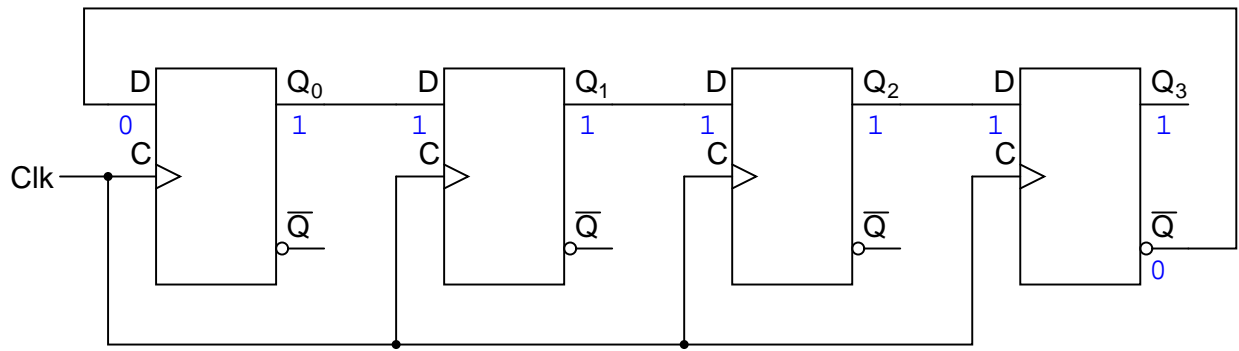 D Q₀ D Q₁ D Q₂ D Q₃
0 1 1 1 1 1 1 1
C C C C
Clk
Q̅ Q̅ Q̅ Q̅
0